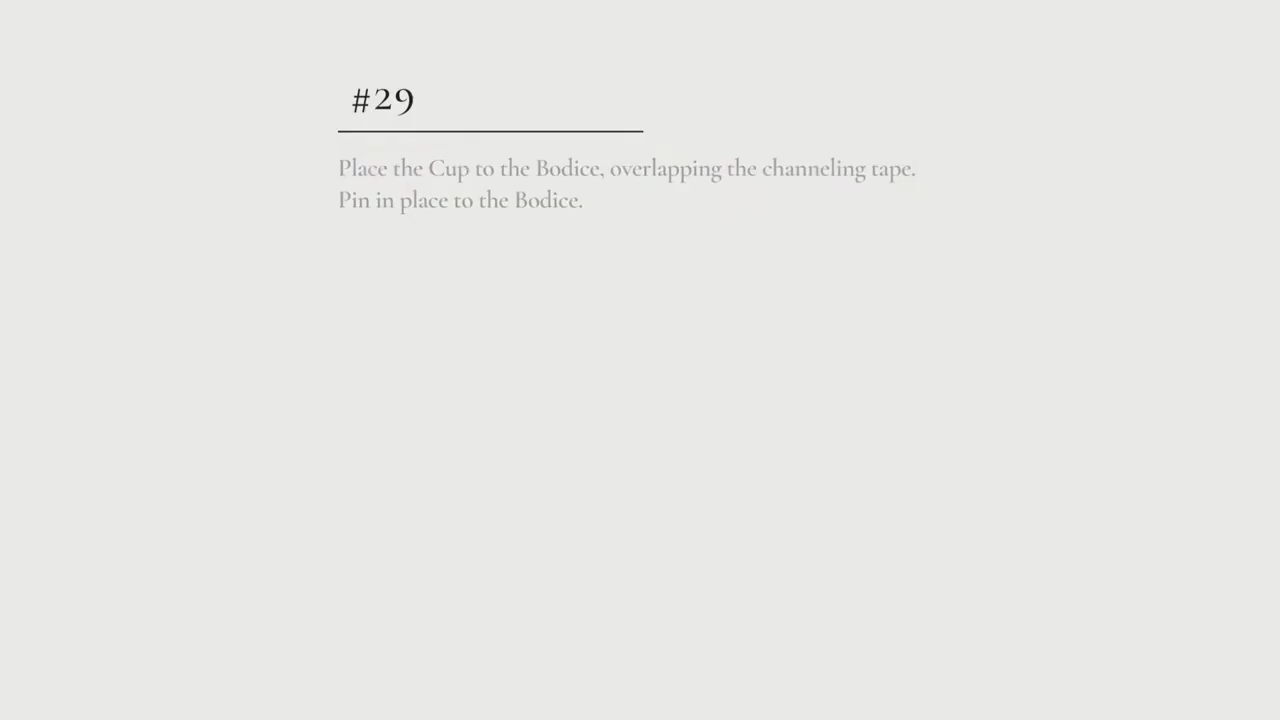 #29
Place the Cup to the Bodice, overlapping the channeling tape.
Pin in place to the Bodice.